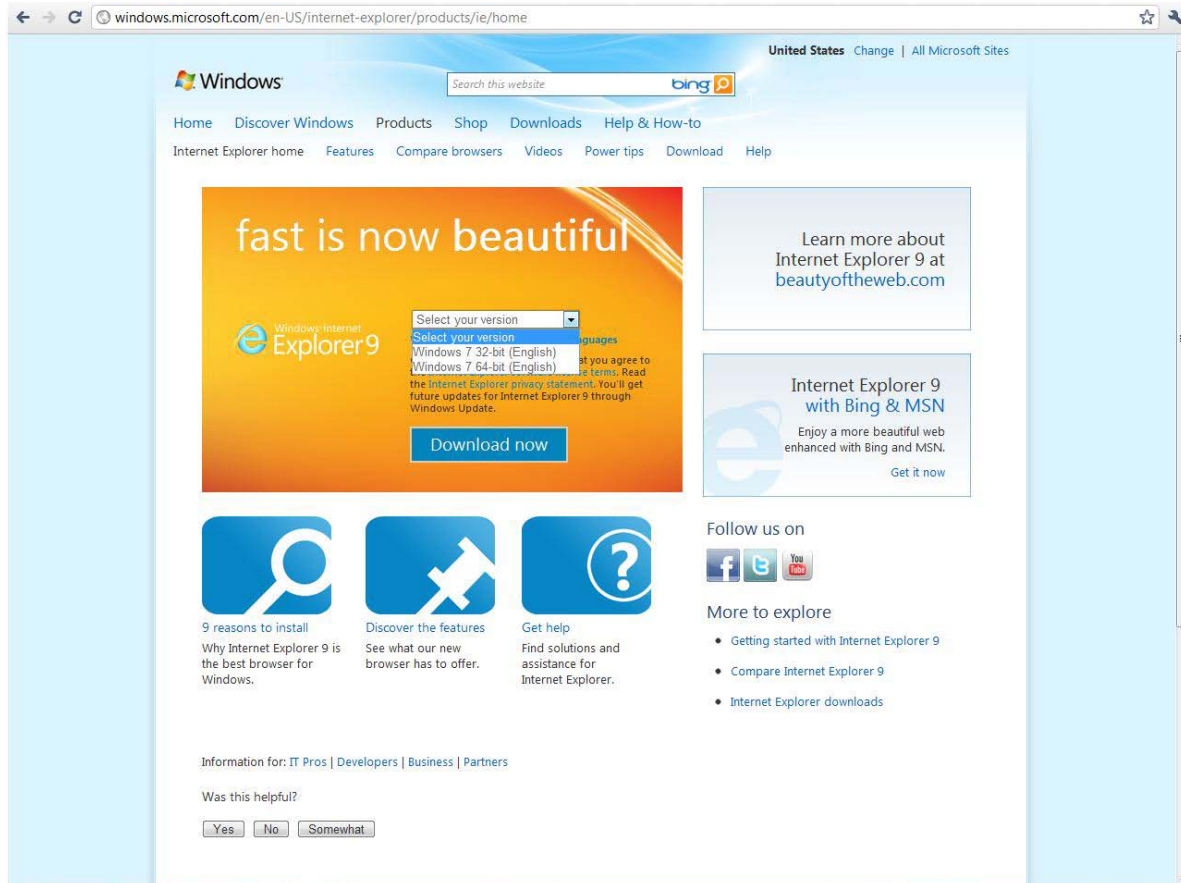 windows.microsoft.com/en-US/internet-explorer/products/ie/home
United States Change | All Microsoft Sites
Windows
Search this website
bing
Home Discover Windows Products Shop Downloads Help & How-to
Internet Explorer home Features Compare browsers Videos Power tips Download Help
fast is now beautiful
Windows Internet
Explorer 9
Select your version
Select your version
Windows 7 32-bit (English)
Windows 7 64-bit (English)
at you agree to
terms. Read
the Internet Explorer privacy statement. You'll get
future updates for Internet Explorer 9 through
Windows Update.
Download now
Learn more about
Internet Explorer 9 at
beautyoftheweb.com
Internet Explorer 9
with Bing & MSN
Enjoy a more beautiful web
enhanced with Bing and MSN.
Get it now
9 reasons to install
Why Internet Explorer 9 is
the best browser for
Windows.
Discover the features
See what our new
browser has to offer.
Get help
Find solutions and
assistance for
Internet Explorer.
Follow us on
You
Tube
More to explore
Getting started with Internet Explorer 9
Compare Internet Explorer 9
Internet Explorer downloads
Information for: IT Pros | Developers | Business | Partners
Was this helpful?
Yes No Somewhat